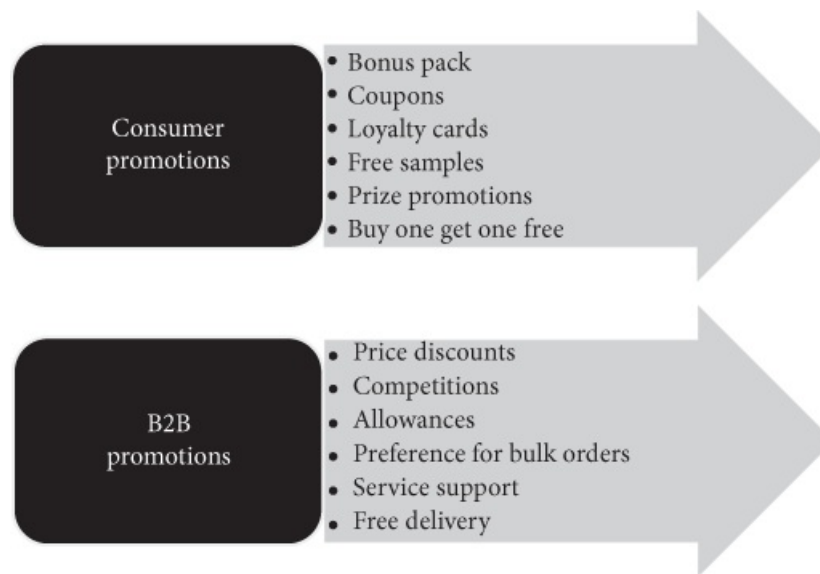 Consumer
promotions
• Bonus pack
• Coupons
• Loyalty cards
• Free samples
• Prize promotions
• Buy one get one free
B2B
promotions
• Price discounts
• Competitions
• Allowances
• Preference for bulk orders
• Service support
• Free delivery